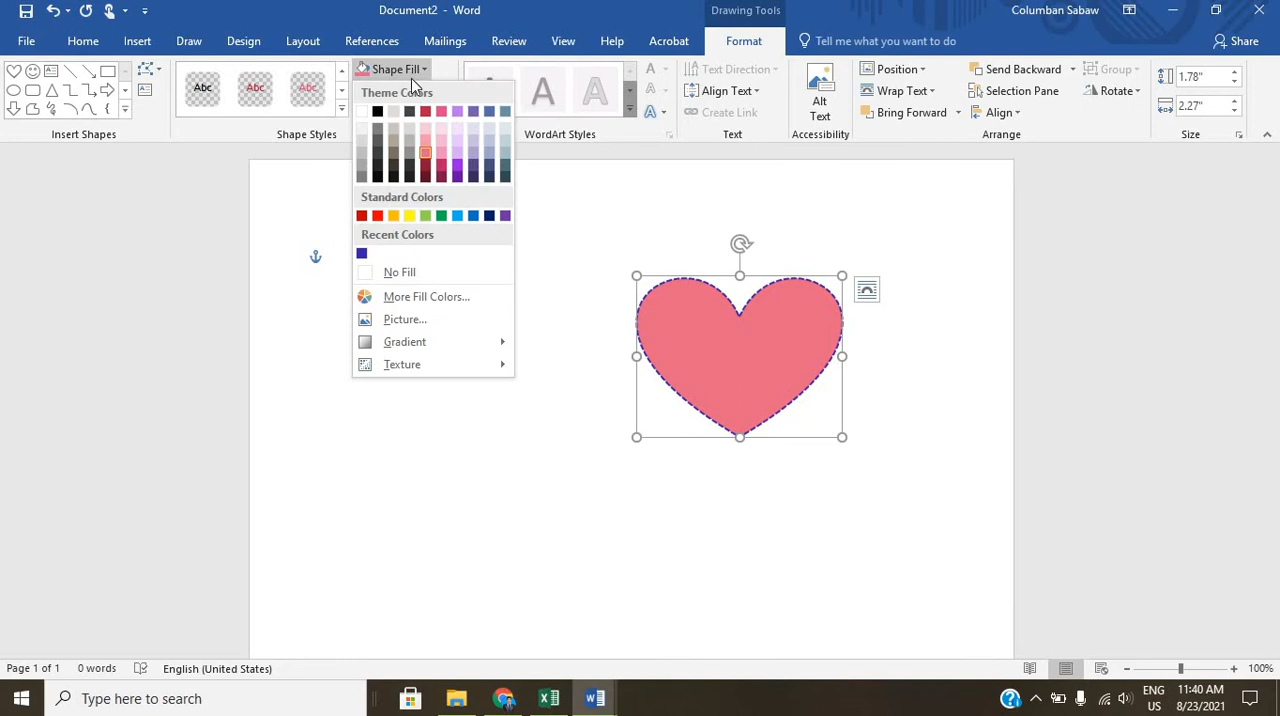 Document2 - Word
Drawing Tools
Columban Sabaw
File Home Insert Draw Design Layout References Mailings Review View Help Acrobat Format Tell me what you want to do Share
Shape Fill
Abc Abc Abc
A A A
Text Direction
Align Text
Create Link
Alt
Text
Position
Wrap Text
Bring Forward
Send Backward
Selection Pane
Align
Group
1.78"
2.27"
Insert Shapes Shape Styles WordArt Styles Text Accessibility Arrange Size
Theme Colors
Standard Colors
Recent Colors
No Fill
More Fill Colors...
Picture...
Gradient
Texture
Page 1 of 1 0 words English (United States) 100%
Type here to search
ENG
US
11:40 AM
8/23/2021